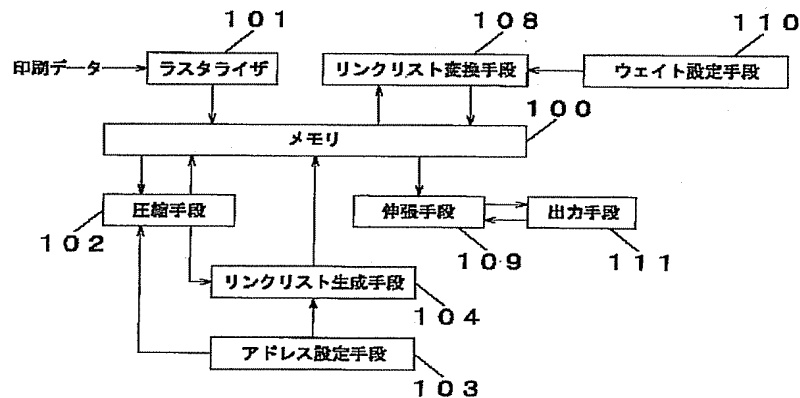 １０１
１０８
１１０
印刷データ
ラスタライザ
リンクリスト変換手段
ウェイト設定手段
１００
メモリ
圧縮手段
伸張手段
出力手段
１０２
１０９
１１１
リンクリスト生成手段
１０４
アドレス設定手段
１０３